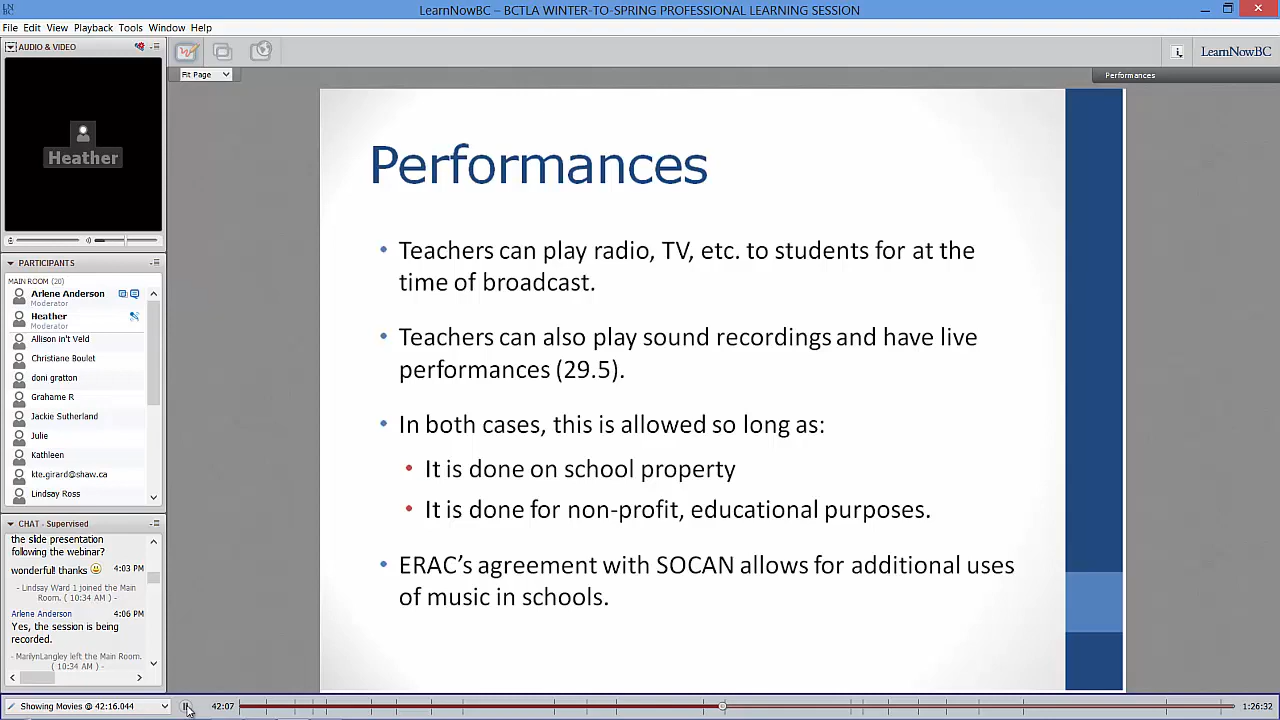 LearnNowBC – BCTLA WINTER-TO-SPRING PROFESSIONAL LEARNING SESSION
File Edit View Playback Tools Window Help
AUDIO & VIDEO
LearnNowBC
Fit Page
Performances
Heather
Performances
Teachers can play radio, TV, etc. to students for at the
time of broadcast.
Teachers can also play sound recordings and have live
performances (29.5).
In both cases, this is allowed so long as:
It is done on school property
It is done for non-profit, educational purposes.
ERAC’s agreement with SOCAN allows for additional uses
of music in schools.
PARTICIPANTS
MAIN ROOM (20)
Arlene Anderson
Moderator
Heather
Moderator
Allison in't Veld
Christiane Boulet
doni gratton
Grahame R
Jackie Sutherland
Julie
Kathleen
kte.girard@shaw.ca
Lindsay Ross
CHAT - Supervised
the slide presentation
following the webinar?
wonderful! thanks 4:03 PM
- Lindsay Ward 1 joined the Main
Room. ( 10:34 AM ) -
Arlene Anderson 4:06 PM
Yes, the session is being
recorded.
- MarilynLangley left the Main Room.
( 10:34 AM ) -
Showing Movies @ 42:16.044
42:07
1:26:32